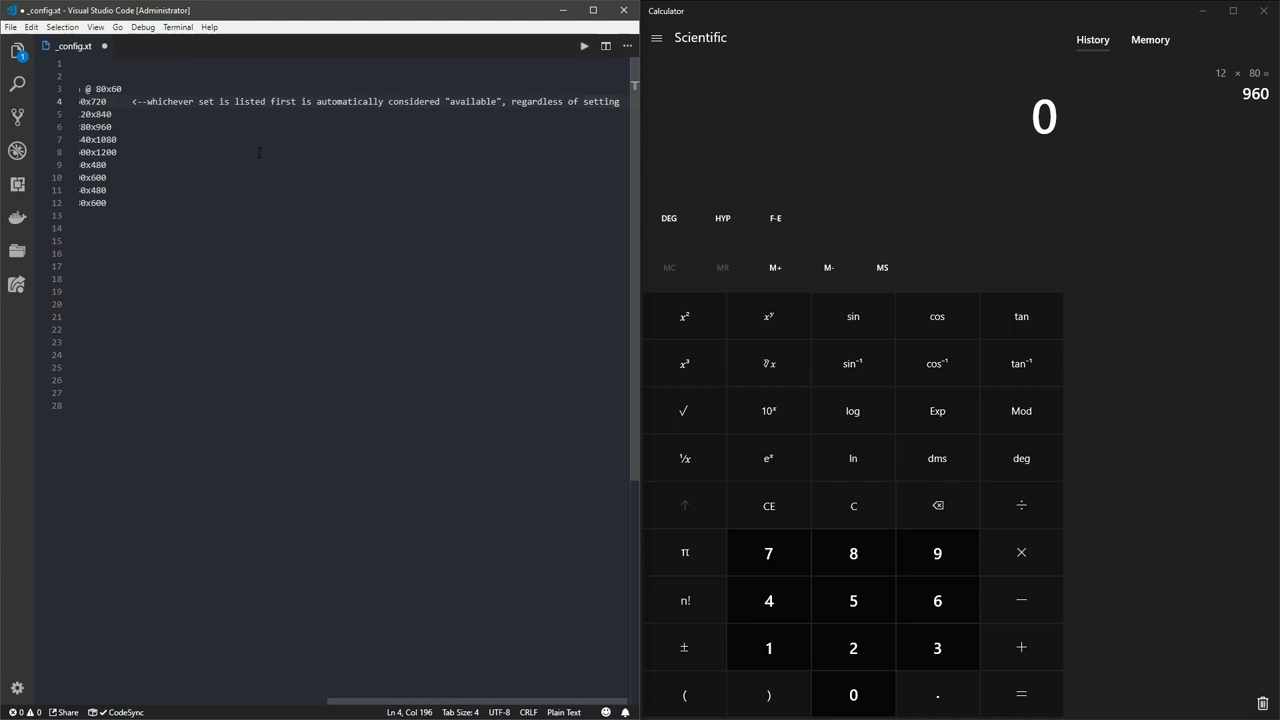 ● _config.xt - Visual Studio Code [Administrator]
File Edit Selection View Go Debug Terminal Help
1
_config.xt ●
1
2
3 @ 80x60
4 0x720 <--whichever set is listed first is automatically considered "available", regardless of setting
5 20x840
6 80x960
7 40x1080
8 00x1200
9 0x480
10 0x600
11 0x480
12 0x600
13
14
15
16
17
18
19
20
21
22
23
24
25
26
27
28
0 0 Share CodeSync Ln 4, Col 196 Tab Size: 4 UTF-8 CRLF Plain Text
Calculator
Scientific
History Memory
12 × 80 =
960
0
DEG HYP F-E
MC MR M+ M- MS
x² xʸ sin cos tan
x³ ʸ√x sin⁻¹ cos⁻¹ tan⁻¹
√ 10ˣ log Exp Mod
¹/x eˣ ln dms deg
↑ CE C ⌫ ÷
π 7 8 9 ×
n! 4 5 6 −
± 1 2 3 +
( ) 0 . =